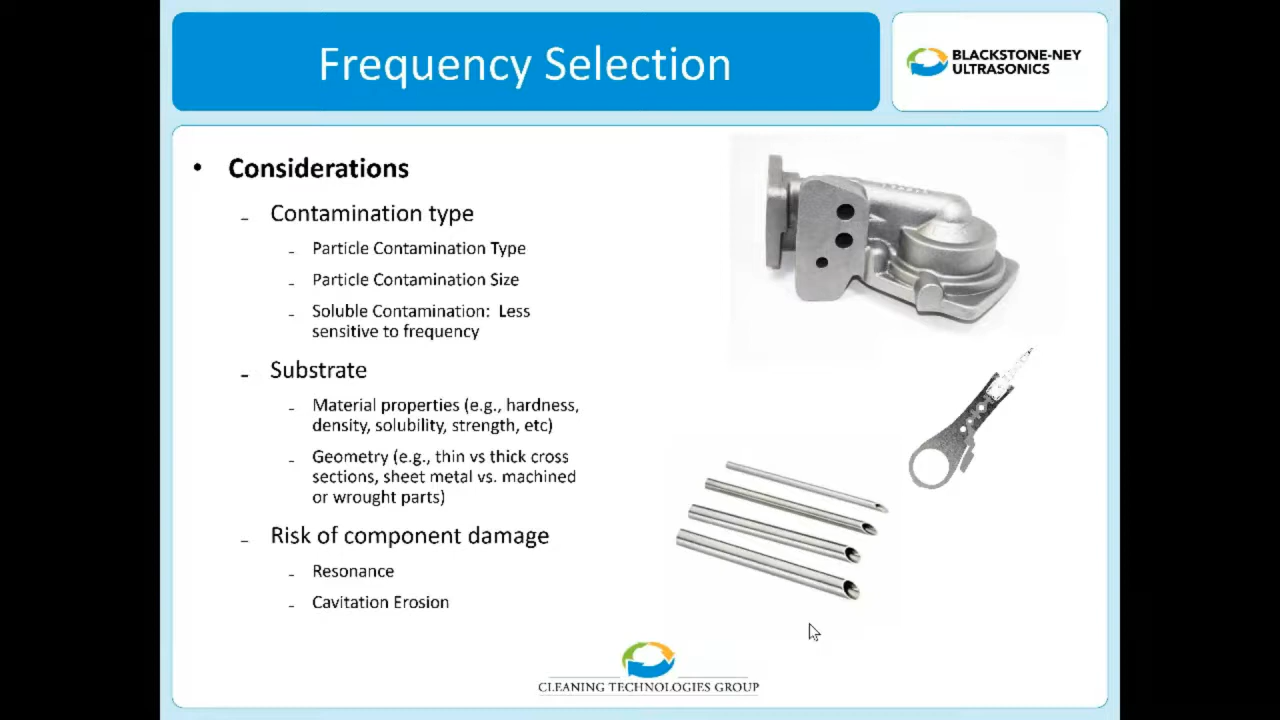 Frequency Selection
BLACKSTONE-NEY
ULTRASONICS
• Considerations
– Contamination type
– Particle Contamination Type
– Particle Contamination Size
– Soluble Contamination: Less
sensitive to frequency
– Substrate
– Material properties (e.g., hardness,
density, solubility, strength, etc)
– Geometry (e.g., thin vs thick cross
sections, sheet metal vs. machined
or wrought parts)
– Risk of component damage
– Resonance
– Cavitation Erosion
CLEANING TECHNOLOGIES GROUP